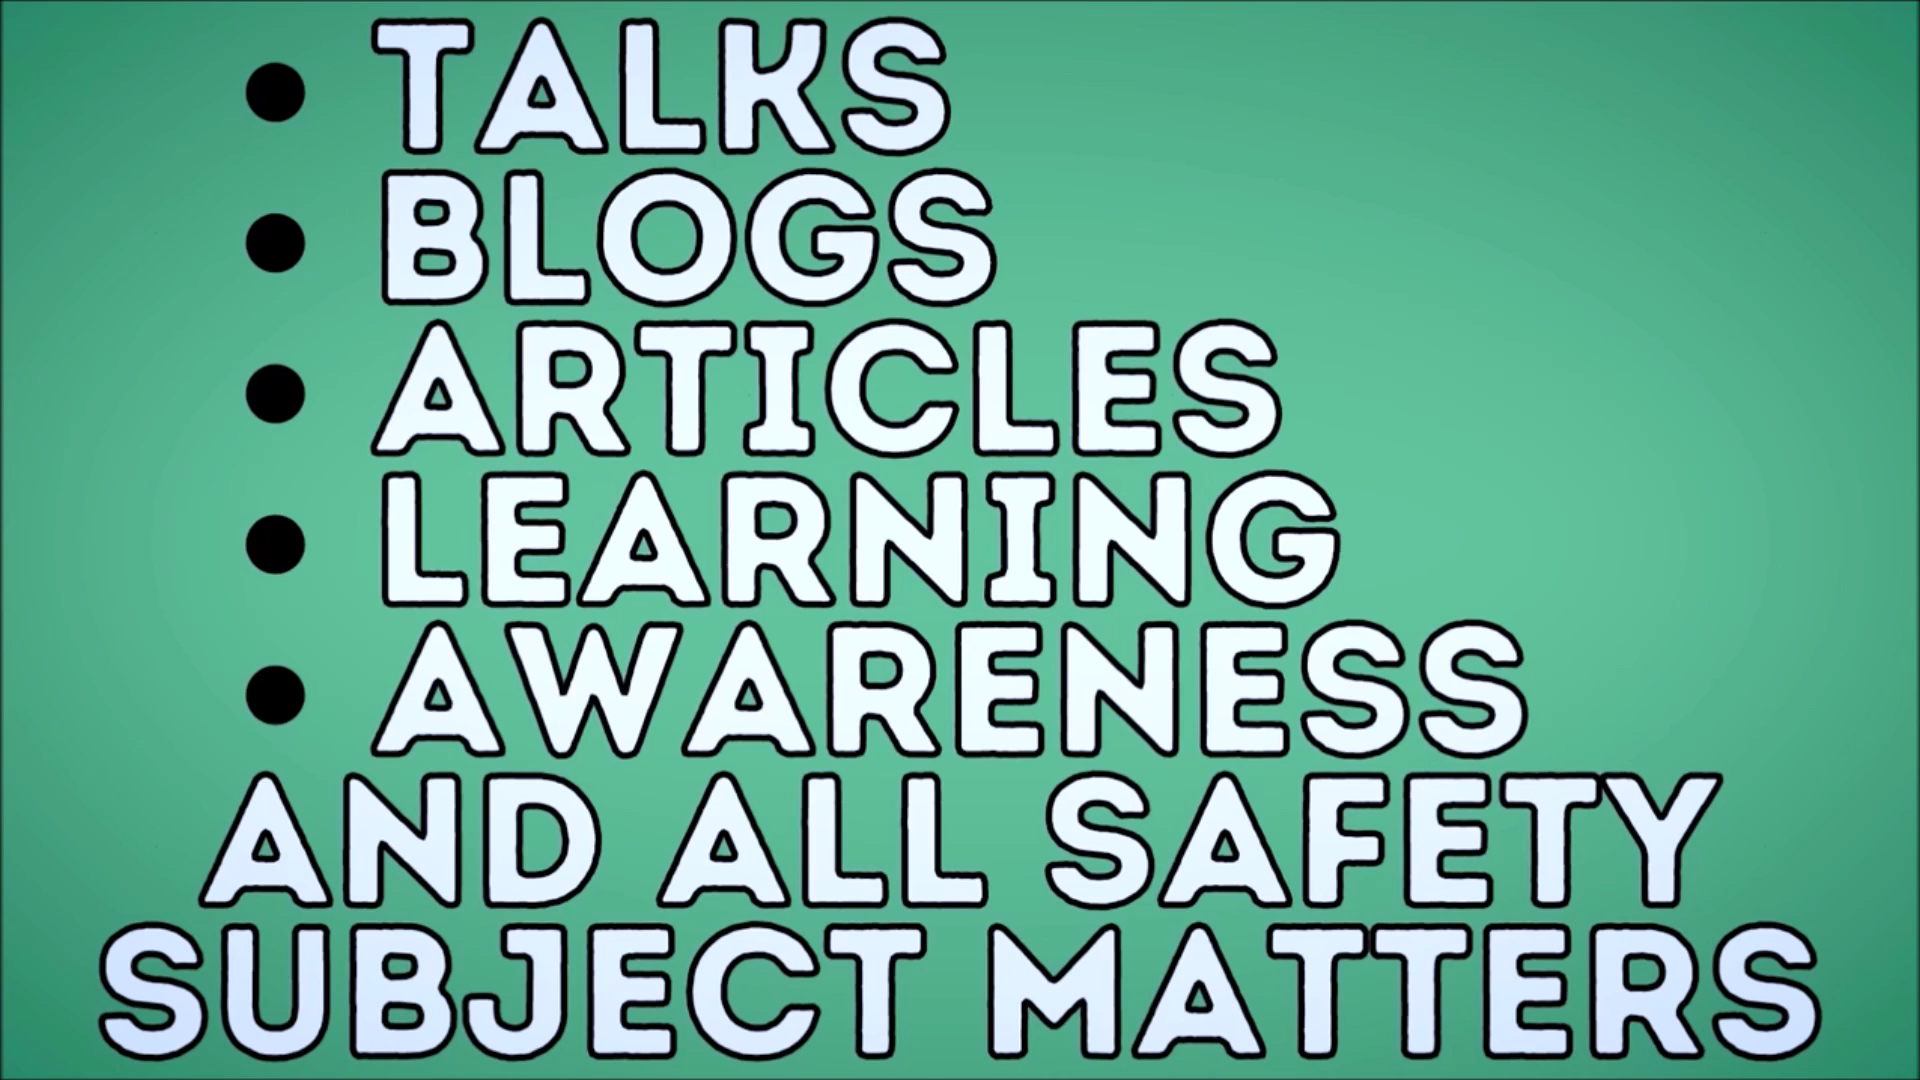 • TALKS
• BLOGS
• ARTICLES
• LEARNING
• AWARENESS
AND ALL SAFETY
SUBJECT MATTERS